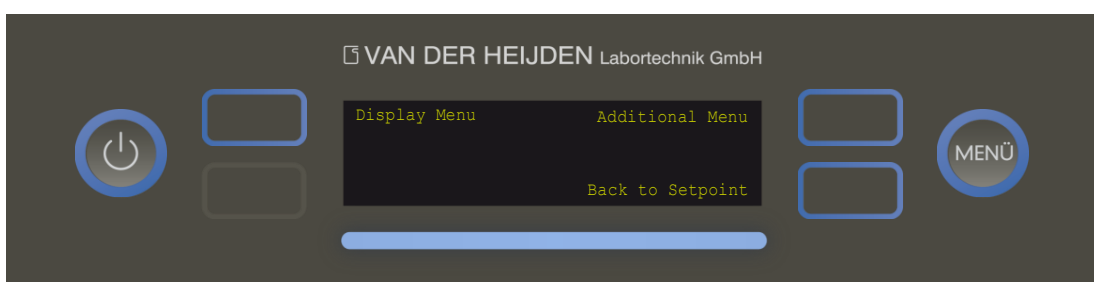 VAN DER HEIJDEN Labortechnik GmbH
Display Menu Additional Menu
MENÜ
Back to Setpoint